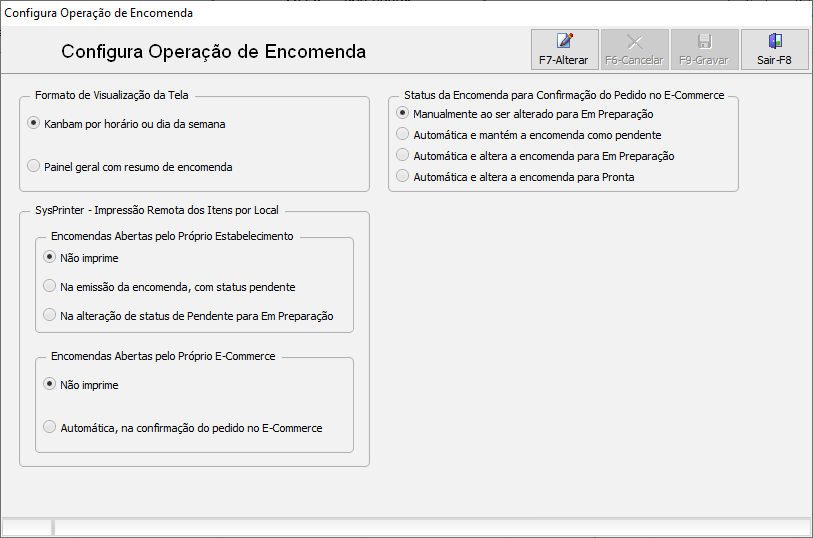 Configura Operação de Encomenda
Configura Operação de Encomenda
F7-Alterar
F6-Cancelar
F9-Gravar
Sair-F8
Formato de Visualização da Tela
Kanbam por horário ou dia da semana
Painel geral com resumo de encomenda
Status da Encomenda para Confirmação do Pedido no E-Commerce
Manualmente ao ser alterado para Em Preparação
Automática e mantém a encomenda como pendente
Automática e altera a encomenda para Em Preparação
Automática e altera a encomenda para Pronta
SysPrinter - Impressão Remota dos Itens por Local
Encomendas Abertas pelo Próprio Estabelecimento
Não imprime
Na emissão da encomenda, com status pendente
Na alteração de status de Pendente para Em Preparação
Encomendas Abertas pelo Próprio E-Commerce
Não imprime
Automática, na confirmação do pedido no E-Commerce